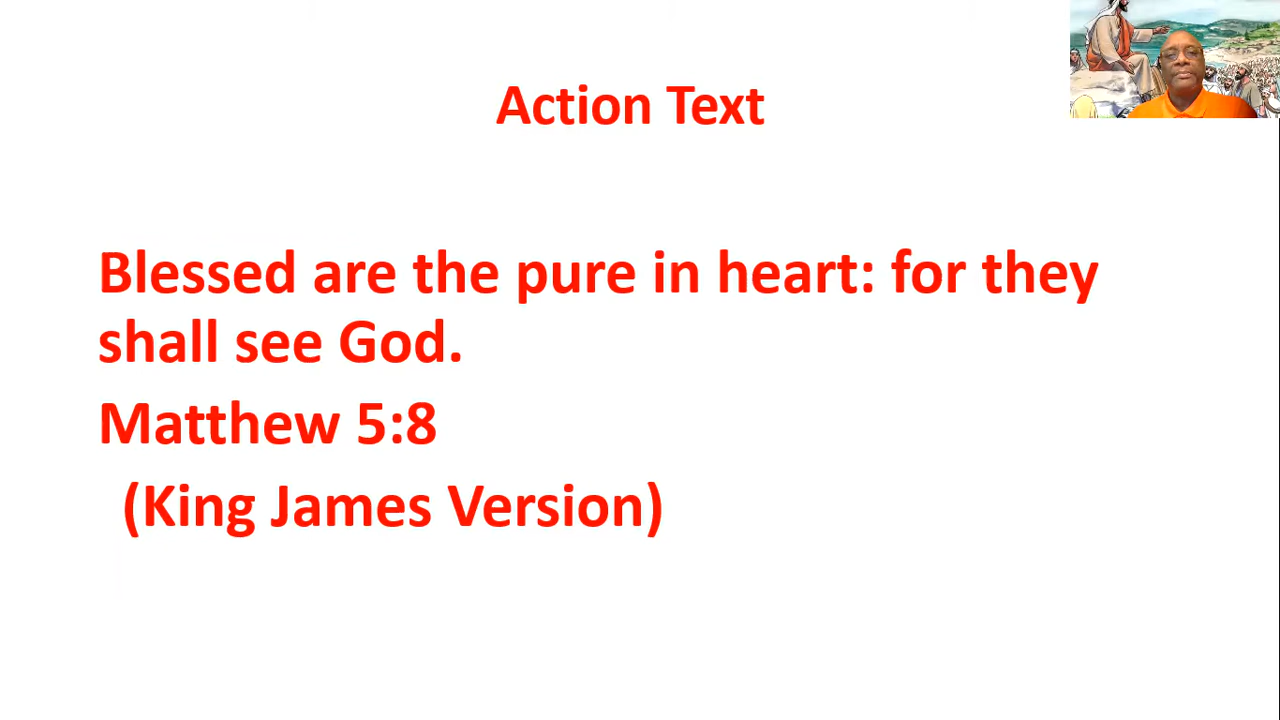 Action Text
Blessed are the pure in heart: for they
shall see God.
Matthew 5:8
(King James Version)